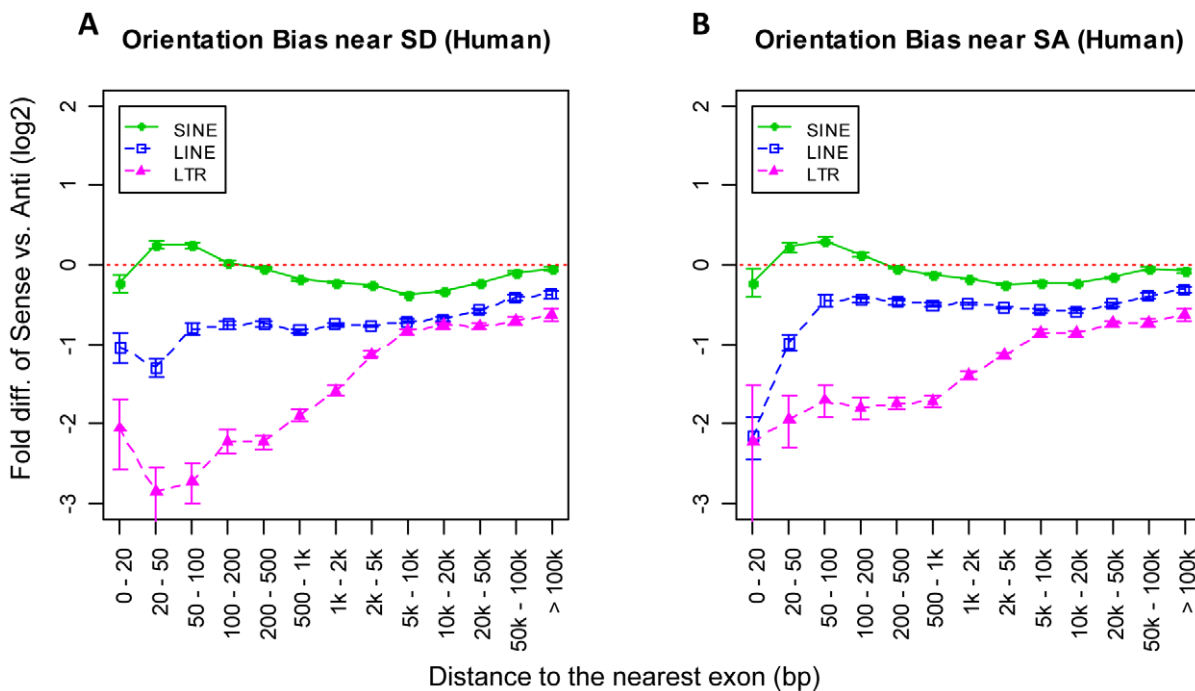 A
Orientation Bias near SD (Human)
Fold diff. of Sense vs. Anti (log2)
2
1
0
-1
-2
-3
SINE
LINE
LTR
0 - 20
20 - 50
50 - 100
100 - 200
200 - 500
500 - 1k
1k - 2k
2k - 5k
5k - 10k
10k - 20k
20k - 50k
50k - 100k
> 100k
B
Orientation Bias near SA (Human)
2
1
0
-1
-2
-3
SINE
LINE
LTR
0 - 20
20 - 50
50 - 100
100 - 200
200 - 500
500 - 1k
1k - 2k
2k - 5k
5k - 10k
10k - 20k
20k - 50k
50k - 100k
> 100k
Distance to the nearest exon (bp)